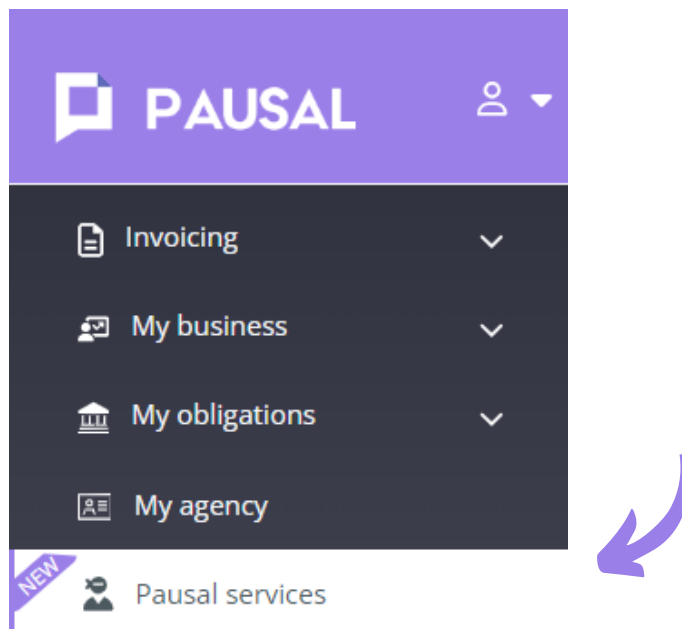 PAUSAL
Invoicing
My business
My obligations
My agency
NEW
Pausal services